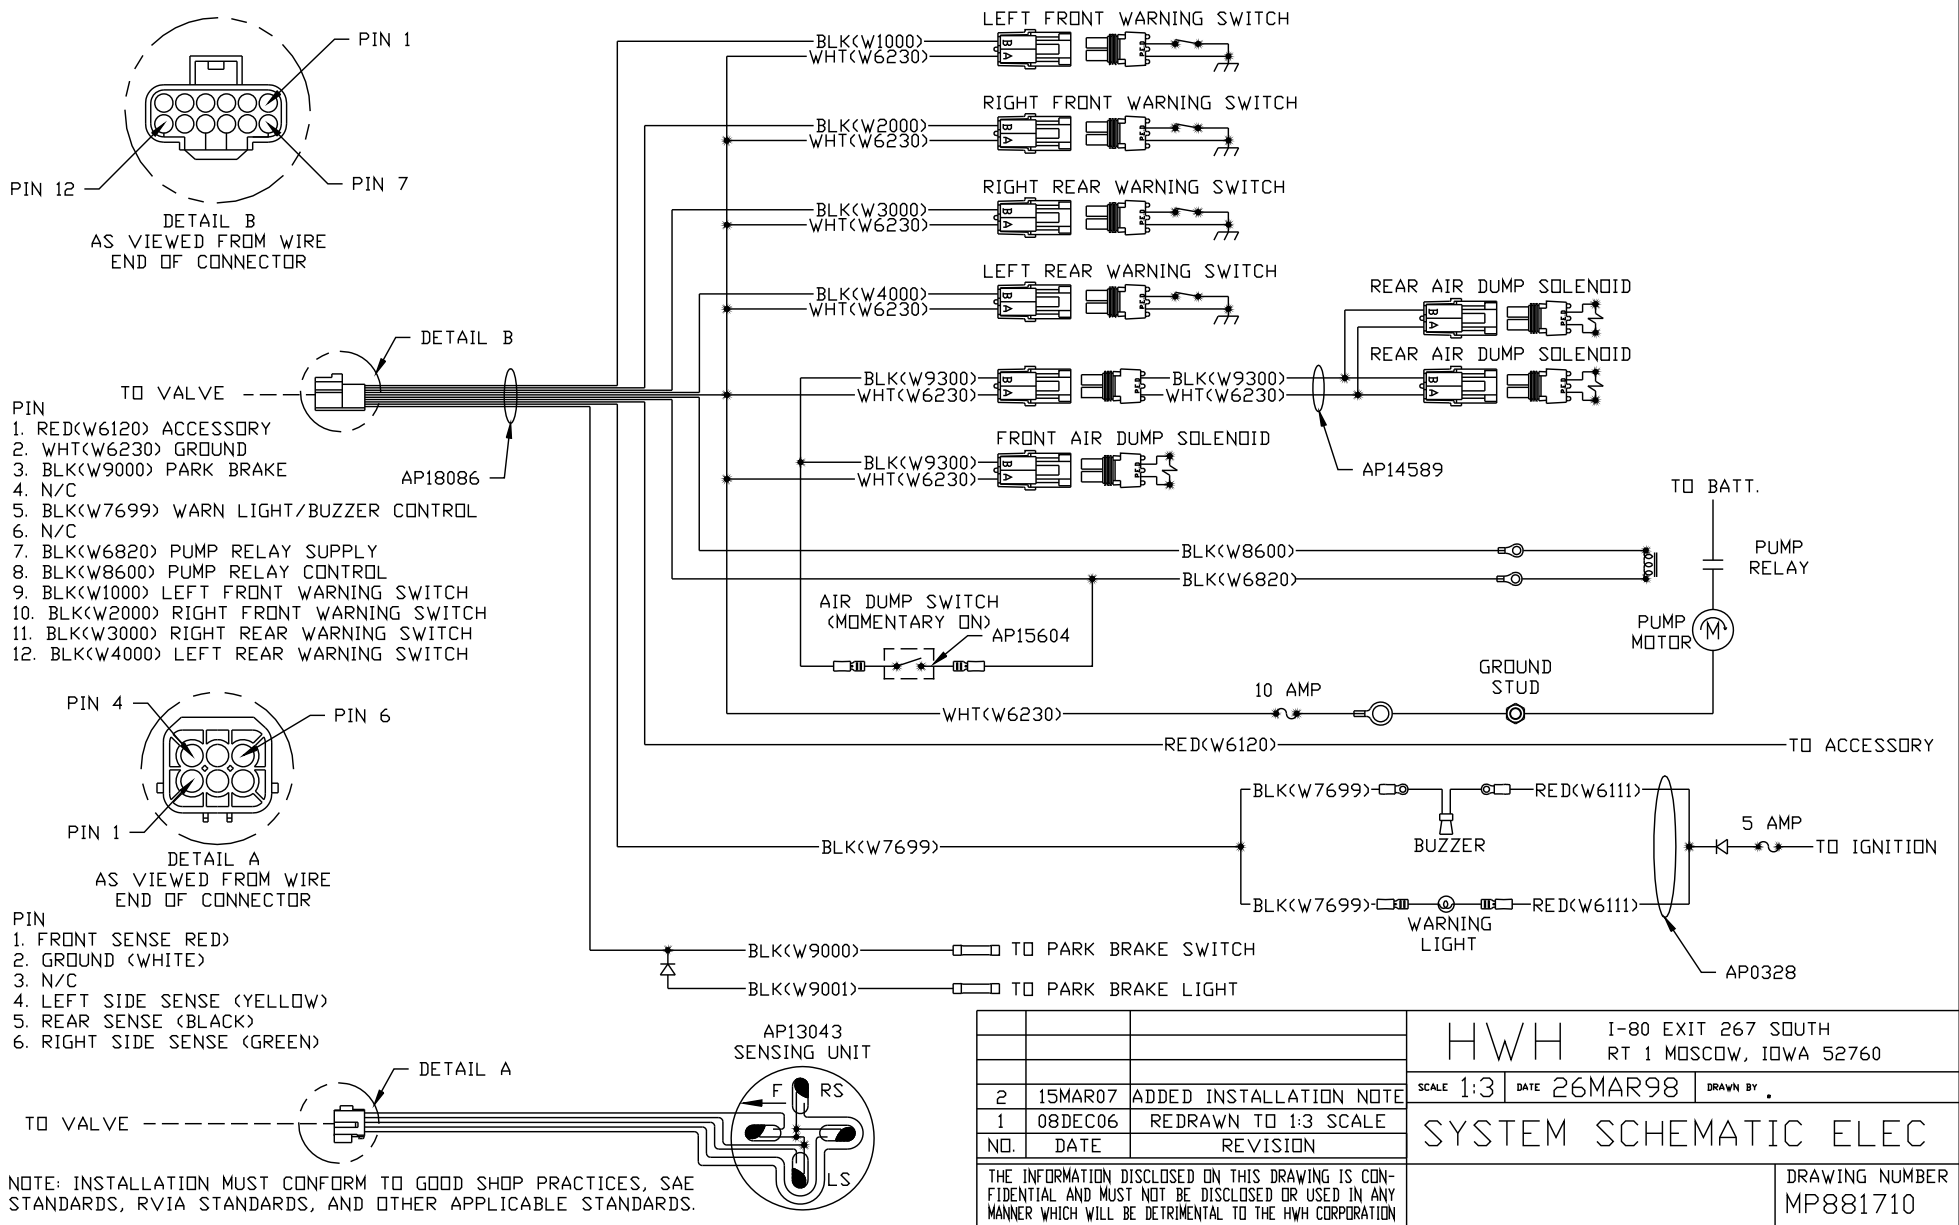 PIN 1
PIN 12
PIN 7
DETAIL B
AS VIEWED FROM WIRE
END OF CONNECTOR
LEFT FRONT WARNING SWITCH
BLK(W1000)
WHT(W6230)
B
A
RIGHT FRONT WARNING SWITCH
BLK(W2000)
WHT(W6230)
B
A
RIGHT REAR WARNING SWITCH
BLK(W3000)
WHT(W6230)
B
A
LEFT REAR WARNING SWITCH
BLK(W4000)
WHT(W6230)
B
A
REAR AIR DUMP SOLENOID
B
A
REAR AIR DUMP SOLENOID
BLK(W9300)
WHT(W6230)
B
A
BLK(W9300)
WHT(W6230)
B
A
AP14589
FRONT AIR DUMP SOLENOID
BLK(W9300)
WHT(W6230)
B
A
DETAIL B
TO VALVE
AP18086
PIN
1. RED(W6120) ACCESSORY
2. WHT(W6230) GROUND
3. BLK(W9000) PARK BRAKE
4. N/C
5. BLK(W7699) WARN LIGHT/BUZZER CONTROL
6. N/C
7. BLK(W6820) PUMP RELAY SUPPLY
8. BLK(W8600) PUMP RELAY CONTROL
9. BLK(W1000) LEFT FRONT WARNING SWITCH
10. BLK(W2000) RIGHT FRONT WARNING SWITCH
11. BLK(W3000) RIGHT REAR WARNING SWITCH
12. BLK(W4000) LEFT REAR WARNING SWITCH
TO BATT.
BLK(W8600)
BLK(W6820)
PUMP
RELAY
AIR DUMP SWITCH
(MOMENTARY ON)
AP15604
PUMP
MOTOR
M
GROUND
STUD
10 AMP
WHT(W6230)
RED(W6120)
TO ACCESSORY
PIN 4
PIN 6
PIN 1
DETAIL A
AS VIEWED FROM WIRE
END OF CONNECTOR
BLK(W7699)
BLK(W7699)
RED(W6111)
BUZZER
5 AMP
TO IGNITION
BLK(W7699)
RED(W6111)
WARNING
LIGHT
AP0328
PIN
1. FRONT SENSE RED)
2. GROUND (WHITE)
3. N/C
4. LEFT SIDE SENSE (YELLOW)
5. REAR SENSE (BLACK)
6. RIGHT SIDE SENSE (GREEN)
BLK(W9000)
TO PARK BRAKE SWITCH
BLK(W9001)
TO PARK BRAKE LIGHT
AP13043
SENSING UNIT
DETAIL A
TO VALVE
F
RS
LS
NOTE: INSTALLATION MUST CONFORM TO GOOD SHOP PRACTICES, SAE
STANDARDS, RVIA STANDARDS, AND OTHER APPLICABLE STANDARDS.
2 15MAR07 ADDED INSTALLATION NOTE
1 08DEC06 REDRAWN TO 1:3 SCALE
NO. DATE REVISION
THE INFORMATION DISCLOSED ON THIS DRAWING IS CON-
FIDENTIAL AND MUST NOT BE DISCLOSED OR USED IN ANY
MANNER WHICH WILL BE DETRIMENTAL TO THE HWH CORPORATION
HWH
I-80 EXIT 267 SOUTH
RT 1 MOSCOW, IOWA 52760
SCALE 1:3 DATE 26MAR98 DRAWN BY .
SYSTEM SCHEMATIC ELEC
DRAWING NUMBER
MP881710